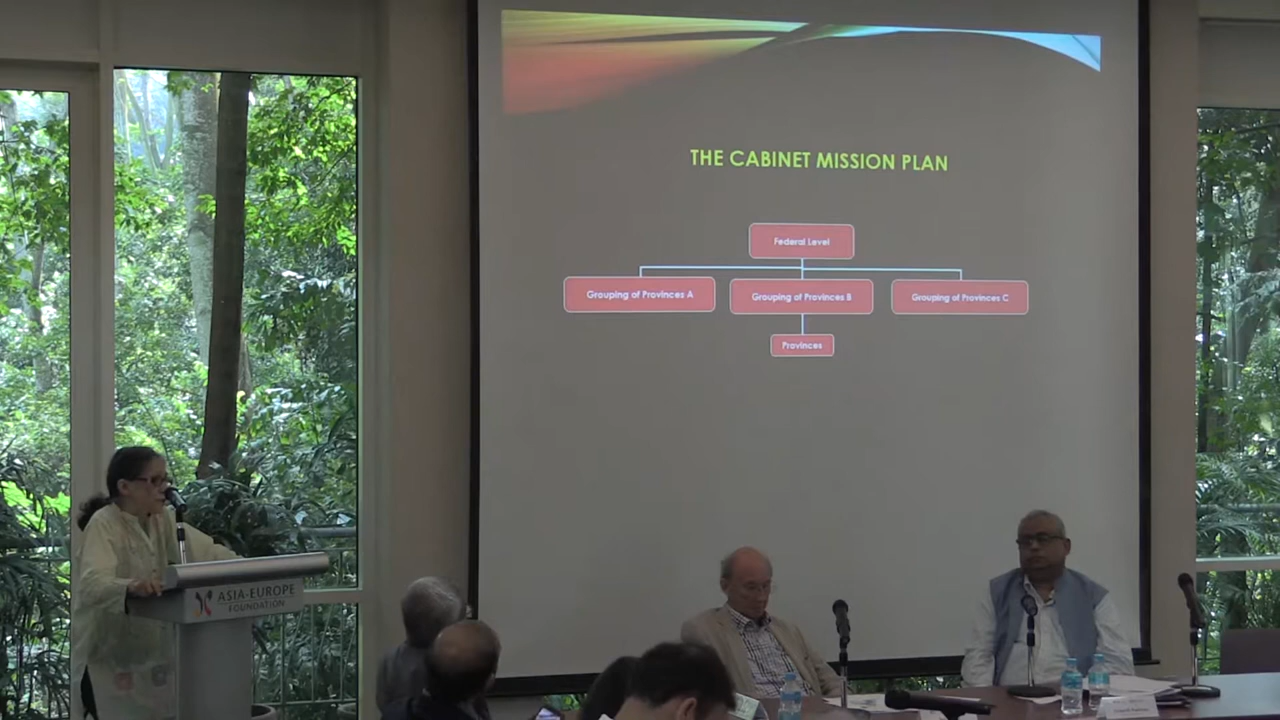 THE CABINET MISSION PLAN
Federal Level
Grouping of Provinces A
Grouping of Provinces B
Grouping of Provinces C
Provinces
ASIA-EUROPE
FOUNDATION